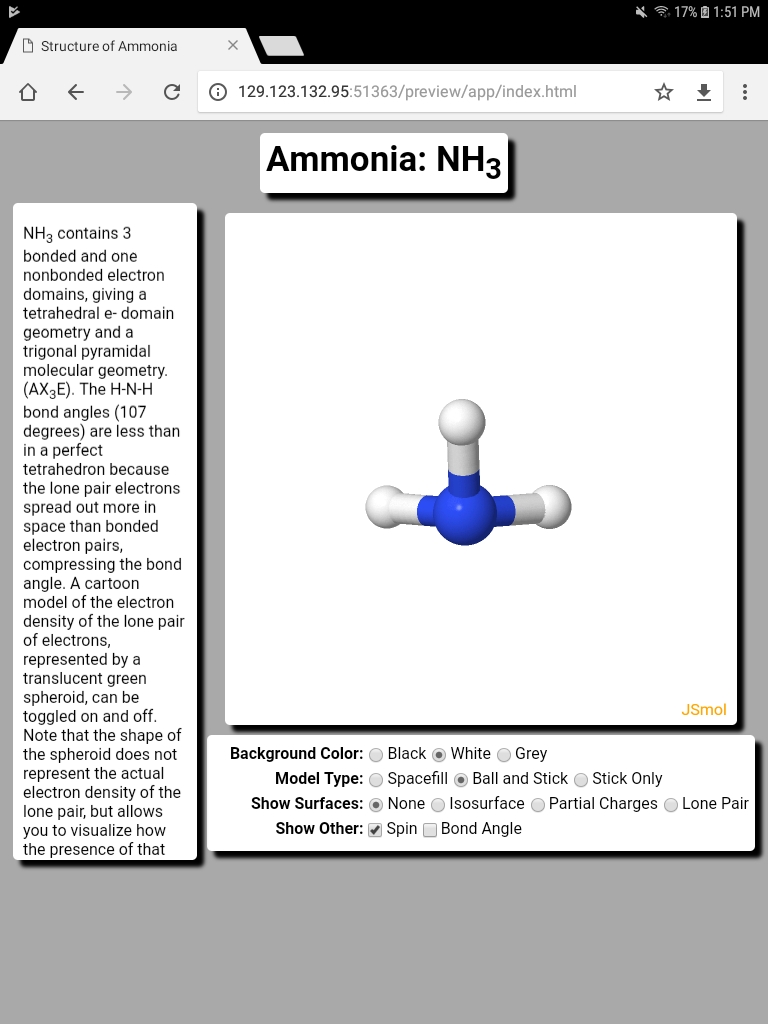 17% 1:51 PM
Structure of Ammonia
129.123.132.95:51363/preview/app/index.html
Ammonia: NH3
NH3 contains 3
bonded and one
nonbonded electron
domains, giving a
tetrahedral e- domain
geometry and a
trigonal pyramidal
molecular geometry.
(AX3E). The H-N-H
bond angles (107
degrees) are less than
in a perfect
tetrahedron because
the lone pair electrons
spread out more in
space than bonded
electron pairs,
compressing the bond
angle. A cartoon
model of the electron
density of the lone pair
of electrons,
represented by a
translucent green
spheroid, can be
toggled on and off.
Note that the shape of
the spheroid does not
represent the actual
electron density of the
lone pair, but allows
you to visualize how
the presence of that
JSmol
Background Color: Black White Grey
Model Type: Spacefill Ball and Stick Stick Only
Show Surfaces: None Isosurface Partial Charges Lone Pair
Show Other: Spin Bond Angle